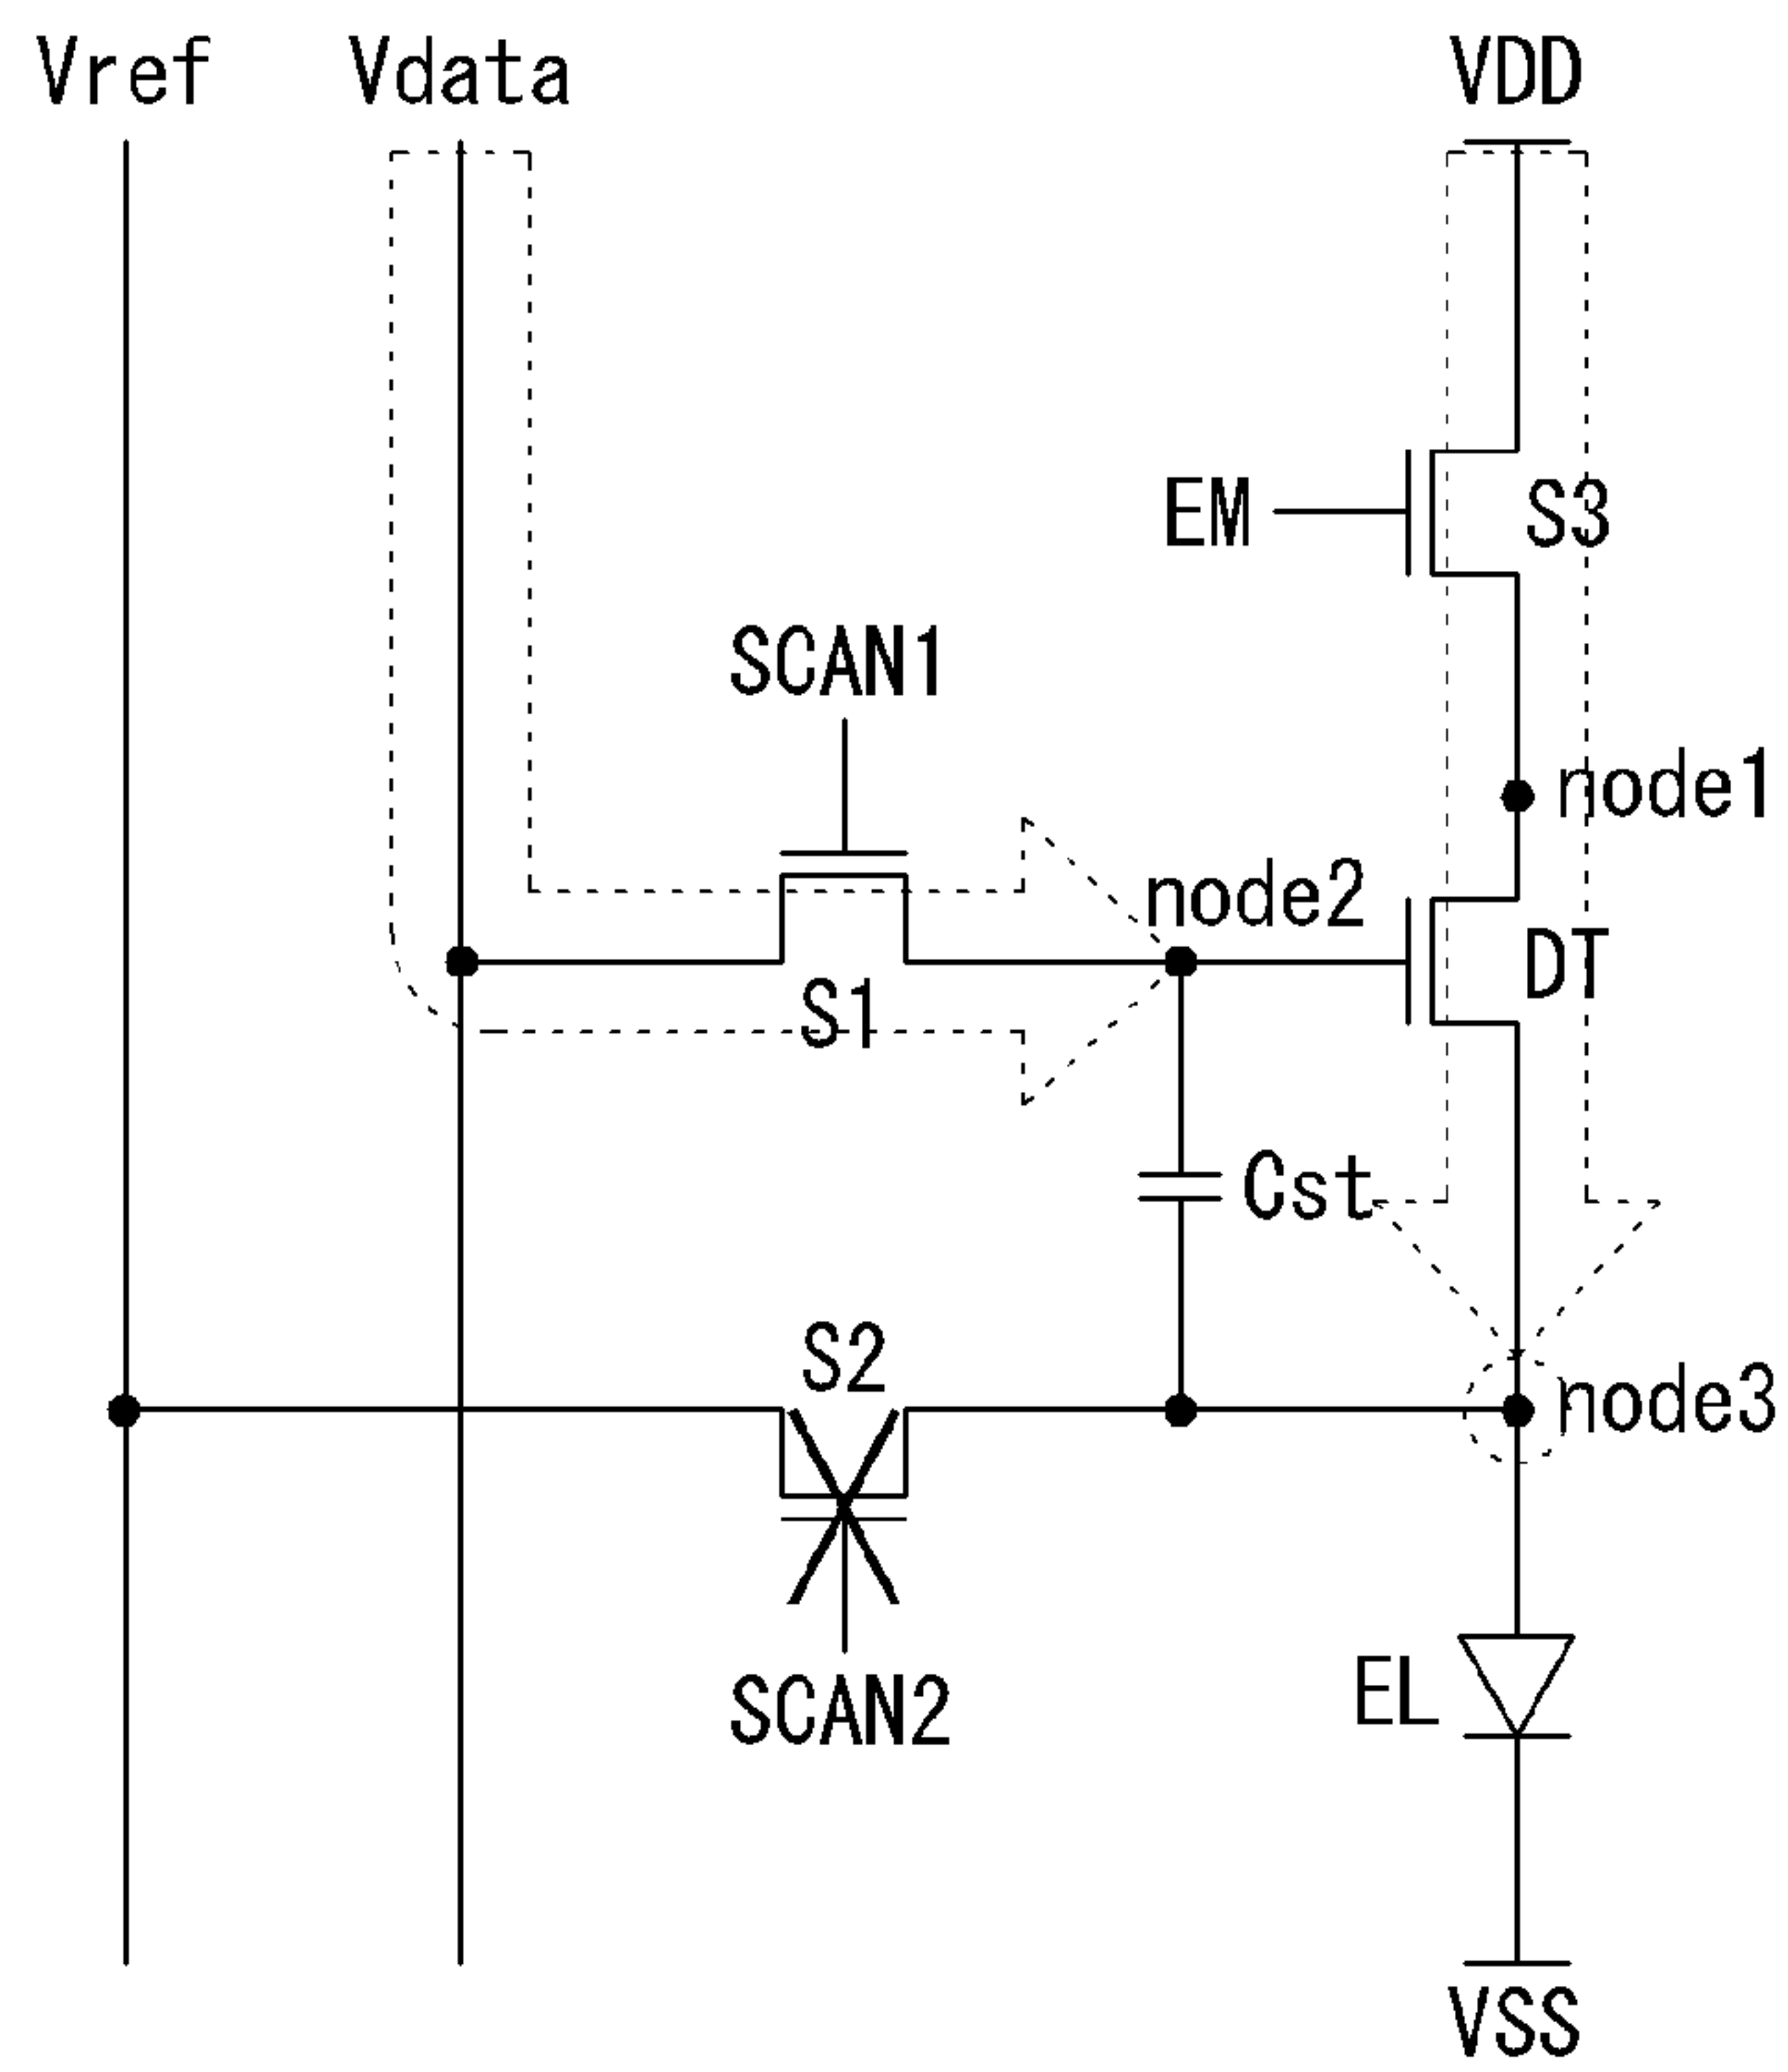 Vref
Vdata
VDD
EM
S3
SCAN1
node1
node2
DT
S1
Cst
S2
node3
EL
SCAN2
VSS